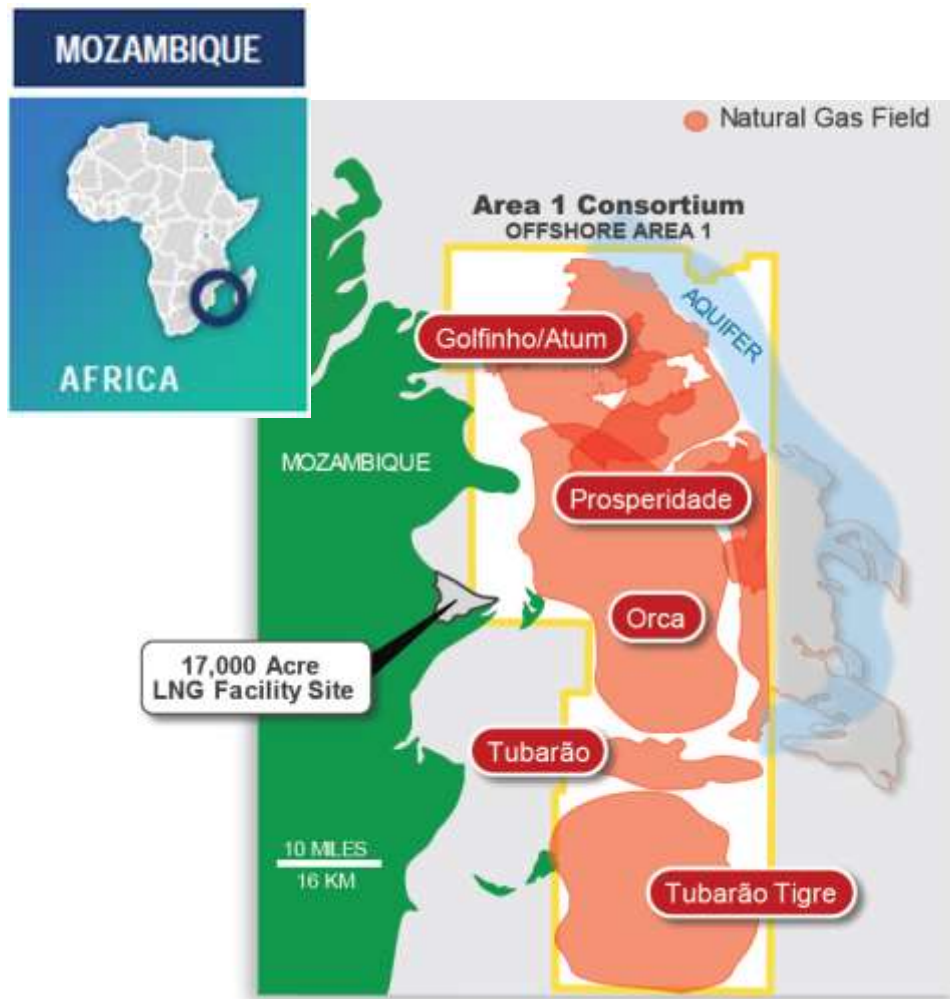 MOZAMBIQUE
AFRICA
Natural Gas Field
Area 1 Consortium
OFFSHORE AREA 1
AQUIFER
Golfinho/Atum
MOZAMBIQUE
Prosperidade
Orca
17,000 Acre
LNG Facility Site
Tubarão
10 MILES
16 KM
Tubarão Tigre